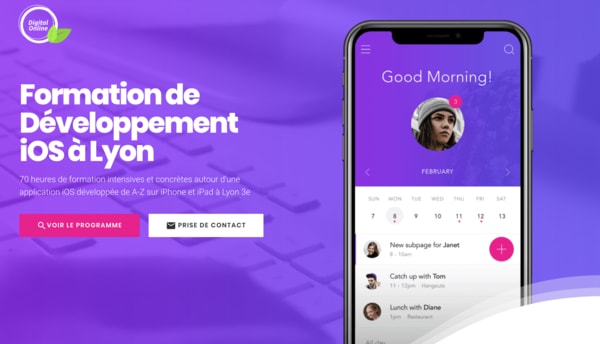 Digital
Online
Formation de
Développement
iOS à Lyon
70 heures de formation intensives et concrètes autour d'une
application iOS développée de A-Z sur iPhone et iPad à Lyon 3e
VOIR LE PROGRAMME
PRISE DE CONTACT
Good Morning!
3
FEBRUARY
SUN MON TUE WED THU FRI SAT
7 8 9 10 11 12 13
New subpage for Janet
8 - 10am
+
Catch up with Tom
11 - 12pm Hangouts
Lunch with Diane
1pm Restaurant
All day